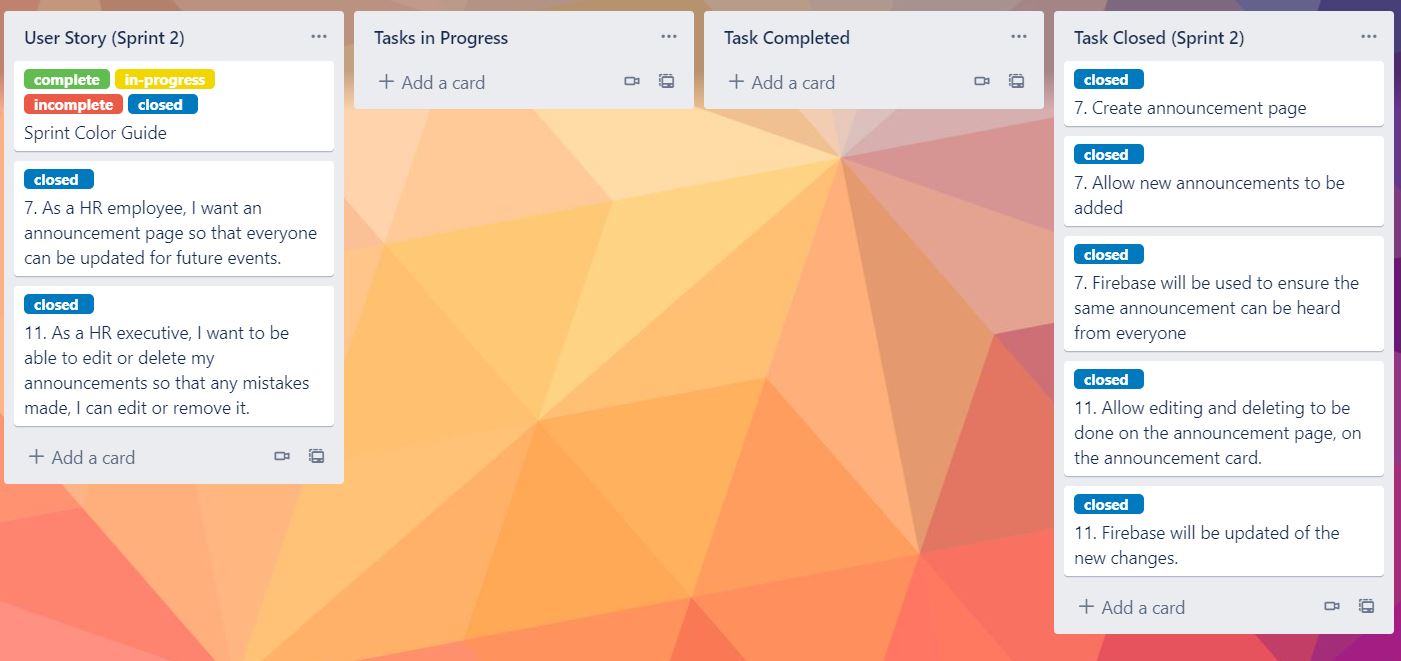 User Story (Sprint 2)
complete in-progress
incomplete closed
Sprint Color Guide
closed
7. As a HR employee, I want an
announcement page so that everyone
can be updated for future events.
closed
11. As a HR executive, I want to be
able to edit or delete my
announcements so that any mistakes
made, I can edit or remove it.
+ Add a card
Tasks in Progress
+ Add a card
Task Completed
+ Add a card
Task Closed (Sprint 2)
closed
7. Create announcement page
closed
7. Allow new announcements to be
added
closed
7. Firebase will be used to ensure the
same announcement can be heard
from everyone
closed
11. Allow editing and deleting to be
done on the announcement page, on
the announcement card.
closed
11. Firebase will be updated of the
new changes.
+ Add a card